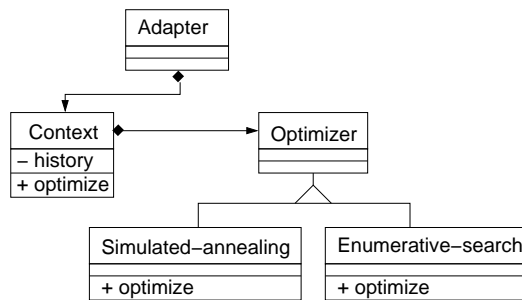 Adapter
Context
− history
+ optimize
Optimizer
Simulated−annealing
+ optimize
Enumerative−search
+ optimize